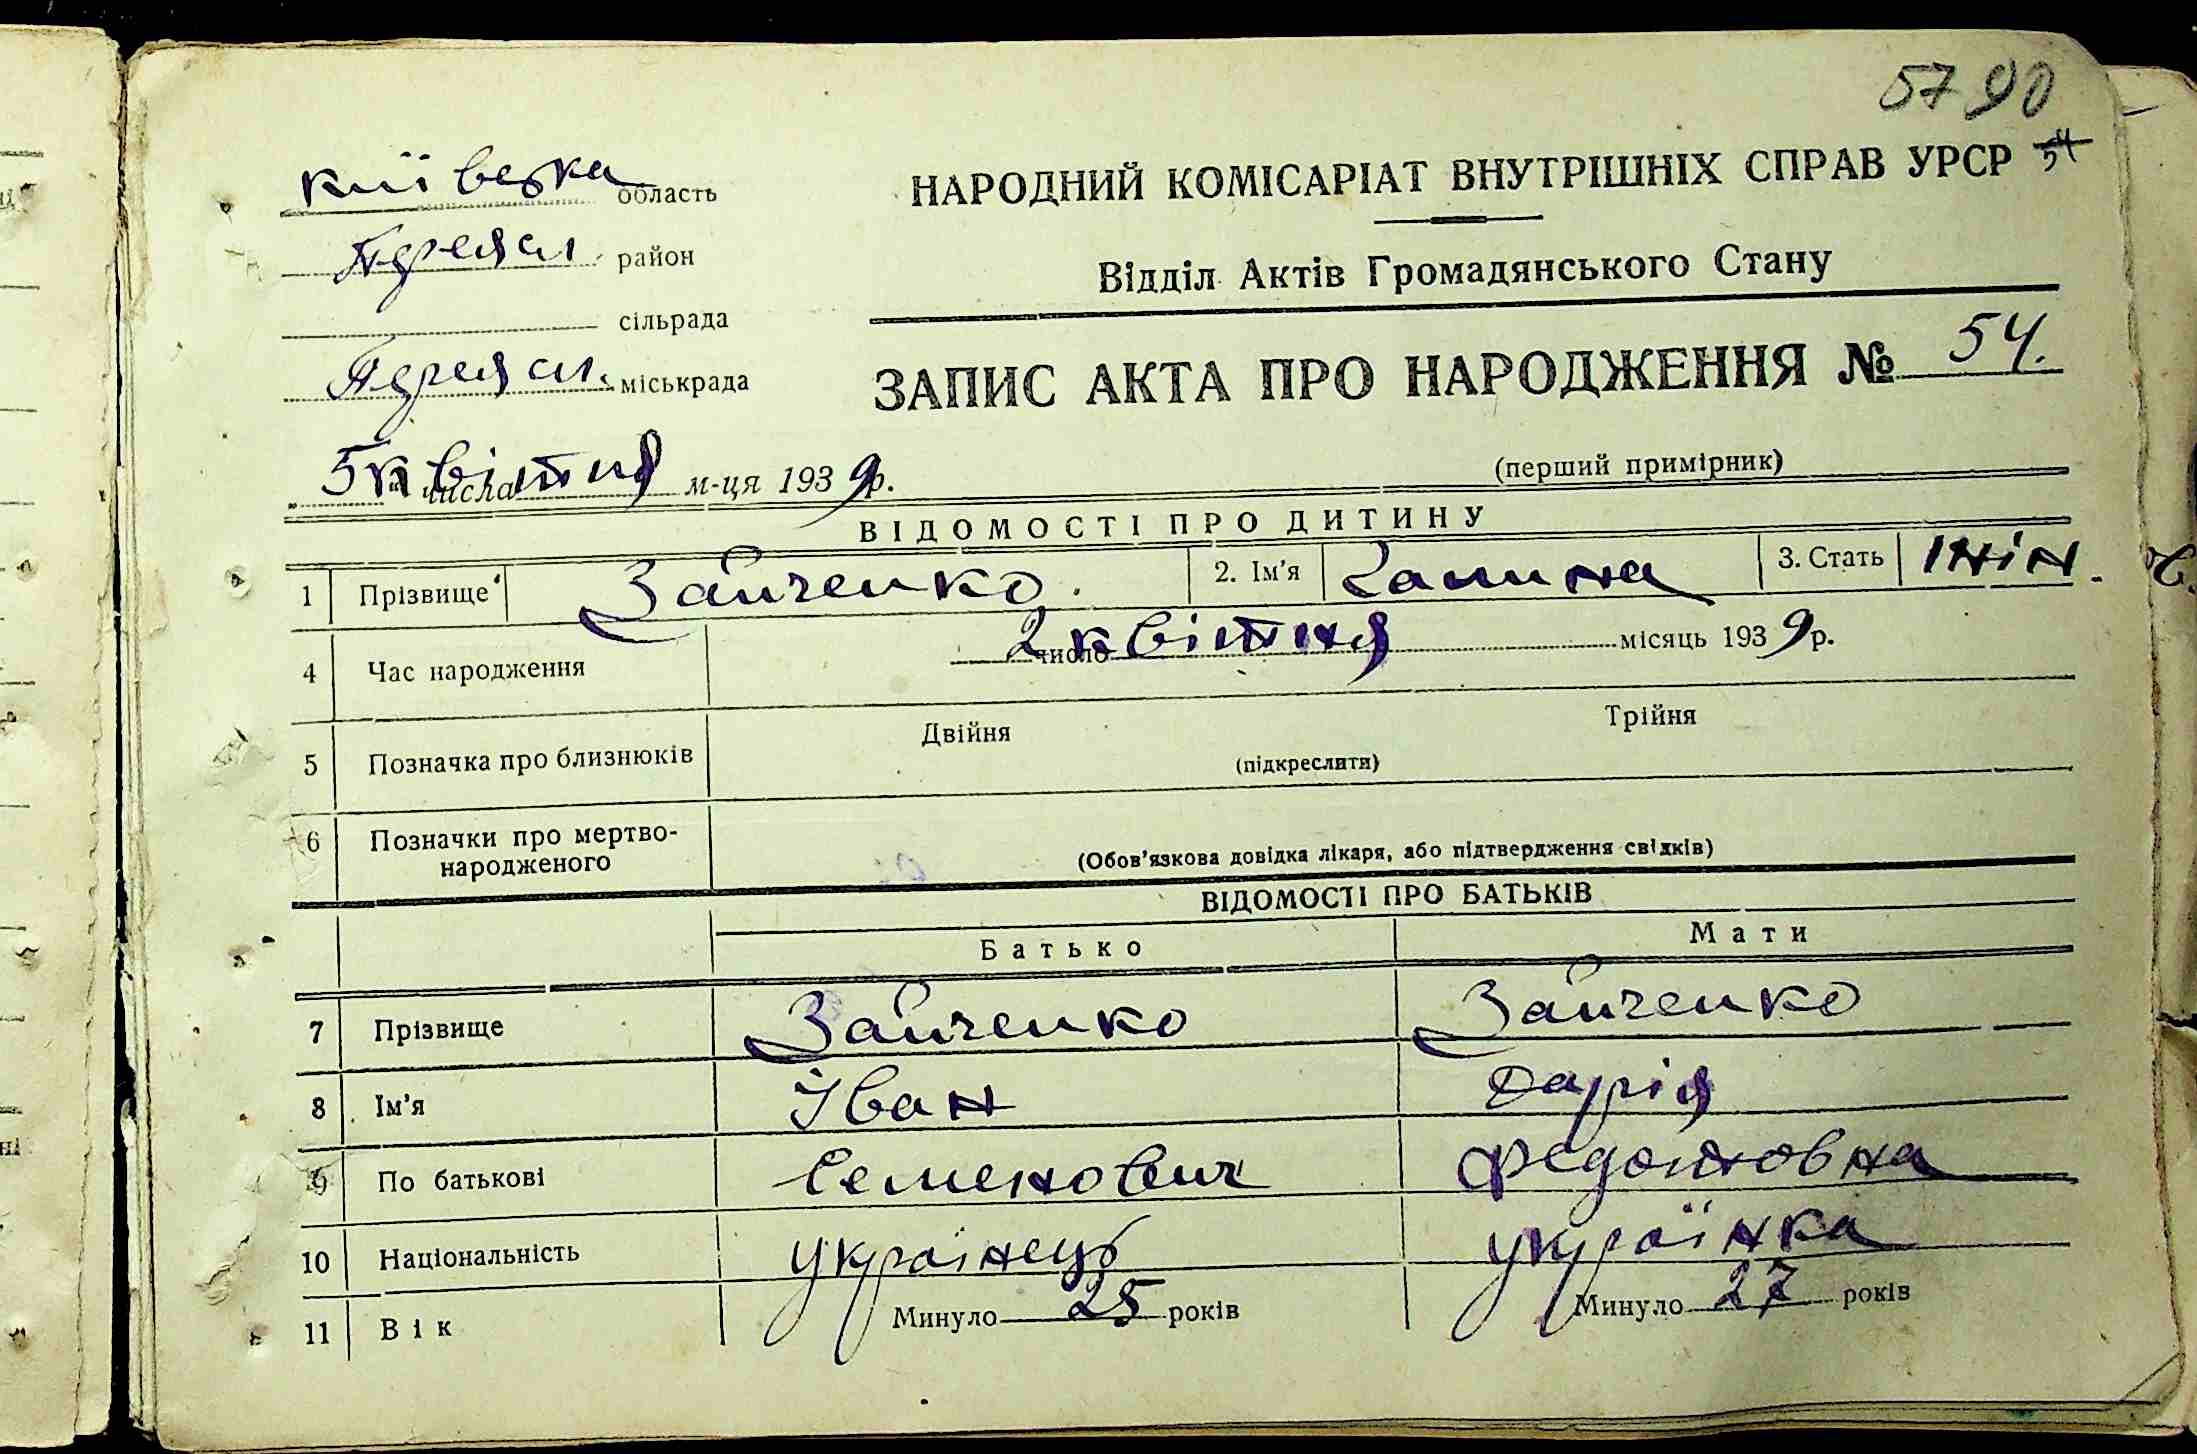 57 90
Київська область
НАРОДНИЙ КОМІСАРІАТ ВНУТРІШНІХ СПРАВ УРСР 54
Переясл. район
Відділ Актів Громадянського Стану
сільрада
Переясл. міськрада
ЗАПИС АКТА ПРО НАРОДЖЕННЯ № 54.
(перший примірник)
„5“ числа квітня м-ця 1939 р.
ВІДОМОСТІ ПРО ДИТИНУ
1 Прізвище Зайченко. 2. Ім'я Галина 3. Стать жін.
4 Час народження 2 число квітня місяць 1939 р.
5 Позначка про близнюків Двійня Трійня
(підкреслити)
6 Позначки про мертво-
народженого
(Обов'язкова довідка лікаря, або підтвердження свідків)
ВІДОМОСТІ ПРО БАТЬКІВ
Батько Мати
7 Прізвище Зайченко Зайченко
8 Ім'я Іван Дарія
9 По батькові Семенович Федотовна
10 Національність українець українка
11 Вік Минуло 25 років Минуло 27 років